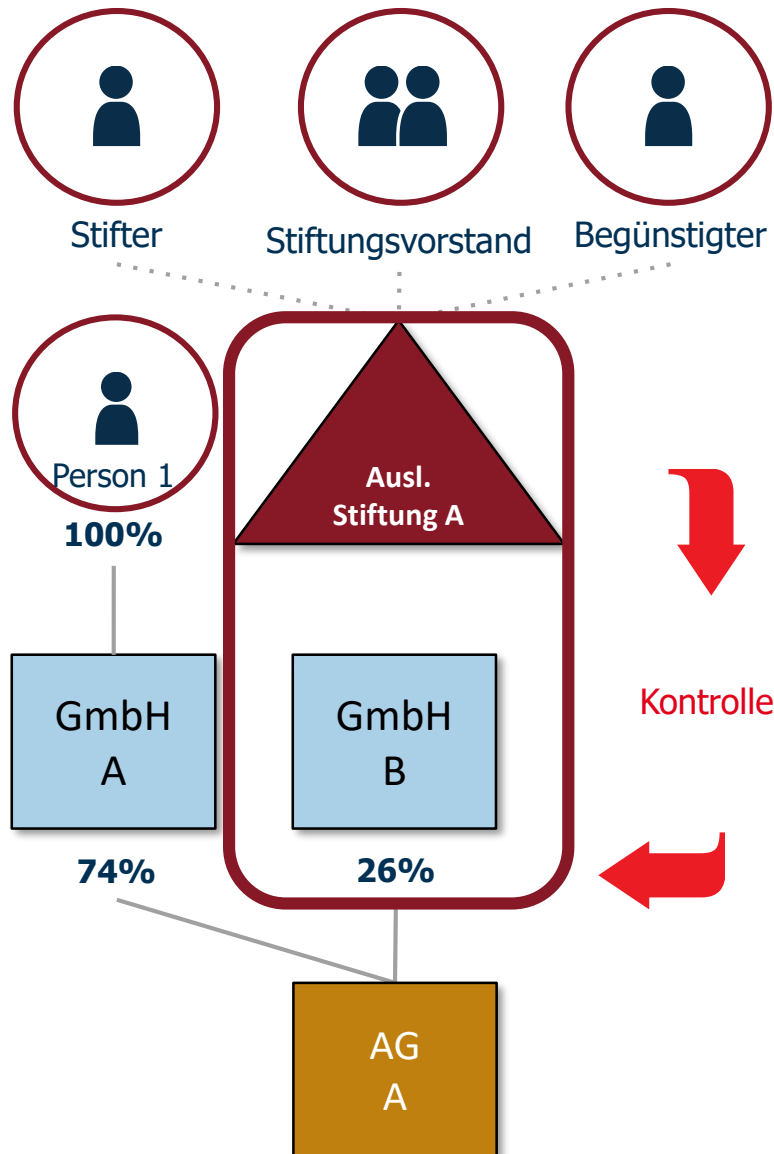 Stifter
Stiftungsvorstand
Begünstigter
Person 1
100%
Ausl.
Stiftung A
GmbH
A
GmbH
B
Kontrolle
74%
26%
AG
A